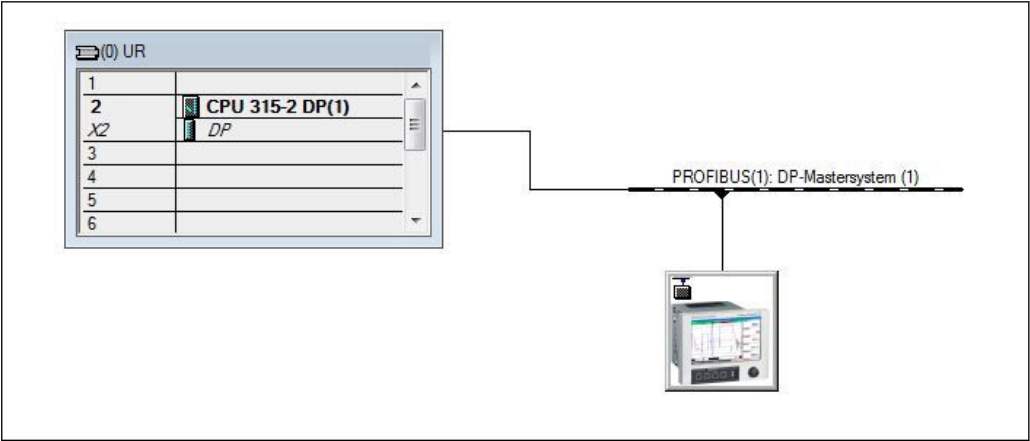 (0) UR
1
2 CPU 315-2 DP(1)
X2 DP
3
4
5
6
PROFIBUS(1): DP-Mastersystem (1)